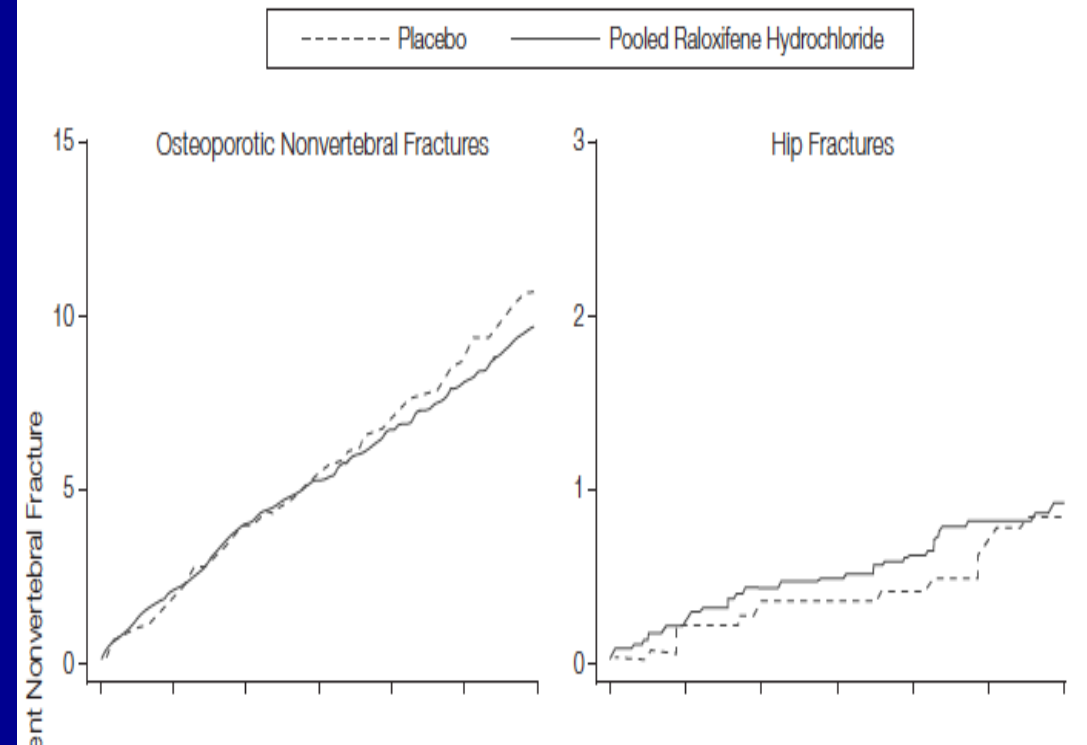 Placebo Pooled Raloxifene Hydrochloride
Osteoporotic Nonvertebral Fractures
15
10
5
0
Hip Fractures
3
2
1
0
ent Nonvertebral Fracture